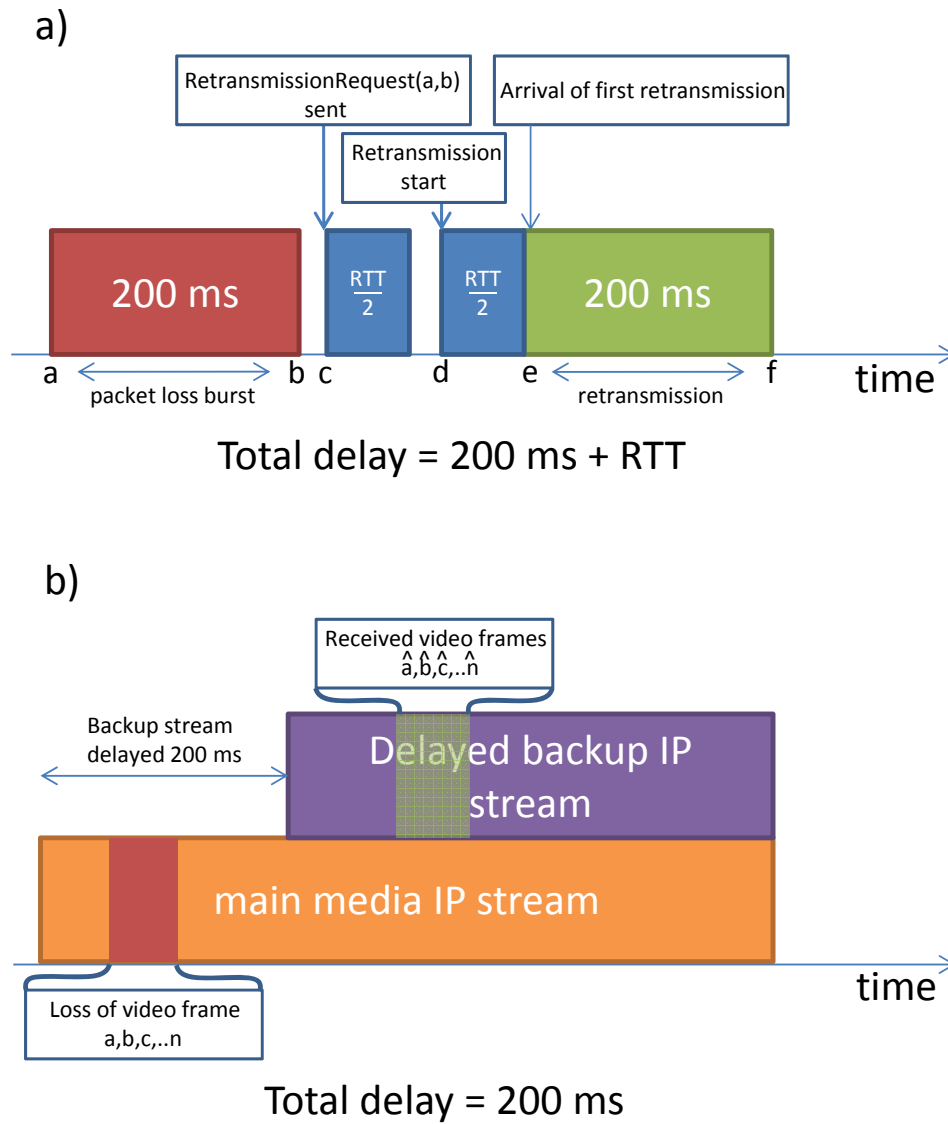 a)
RetransmissionRequest(a,b)
sent
Arrival of first retransmission
Retransmission
start
200 ms
RTT
2
RTT
2
200 ms
a
b
c
d
e
f
time
packet loss burst
retransmission
Total delay = 200 ms + RTT
b)
Received video frames
â,b̂,ĉ,..n̂
Backup stream
delayed 200 ms
Delayed backup IP
stream
main media IP stream
time
Loss of video frame
a,b,c,..n
Total delay = 200 ms